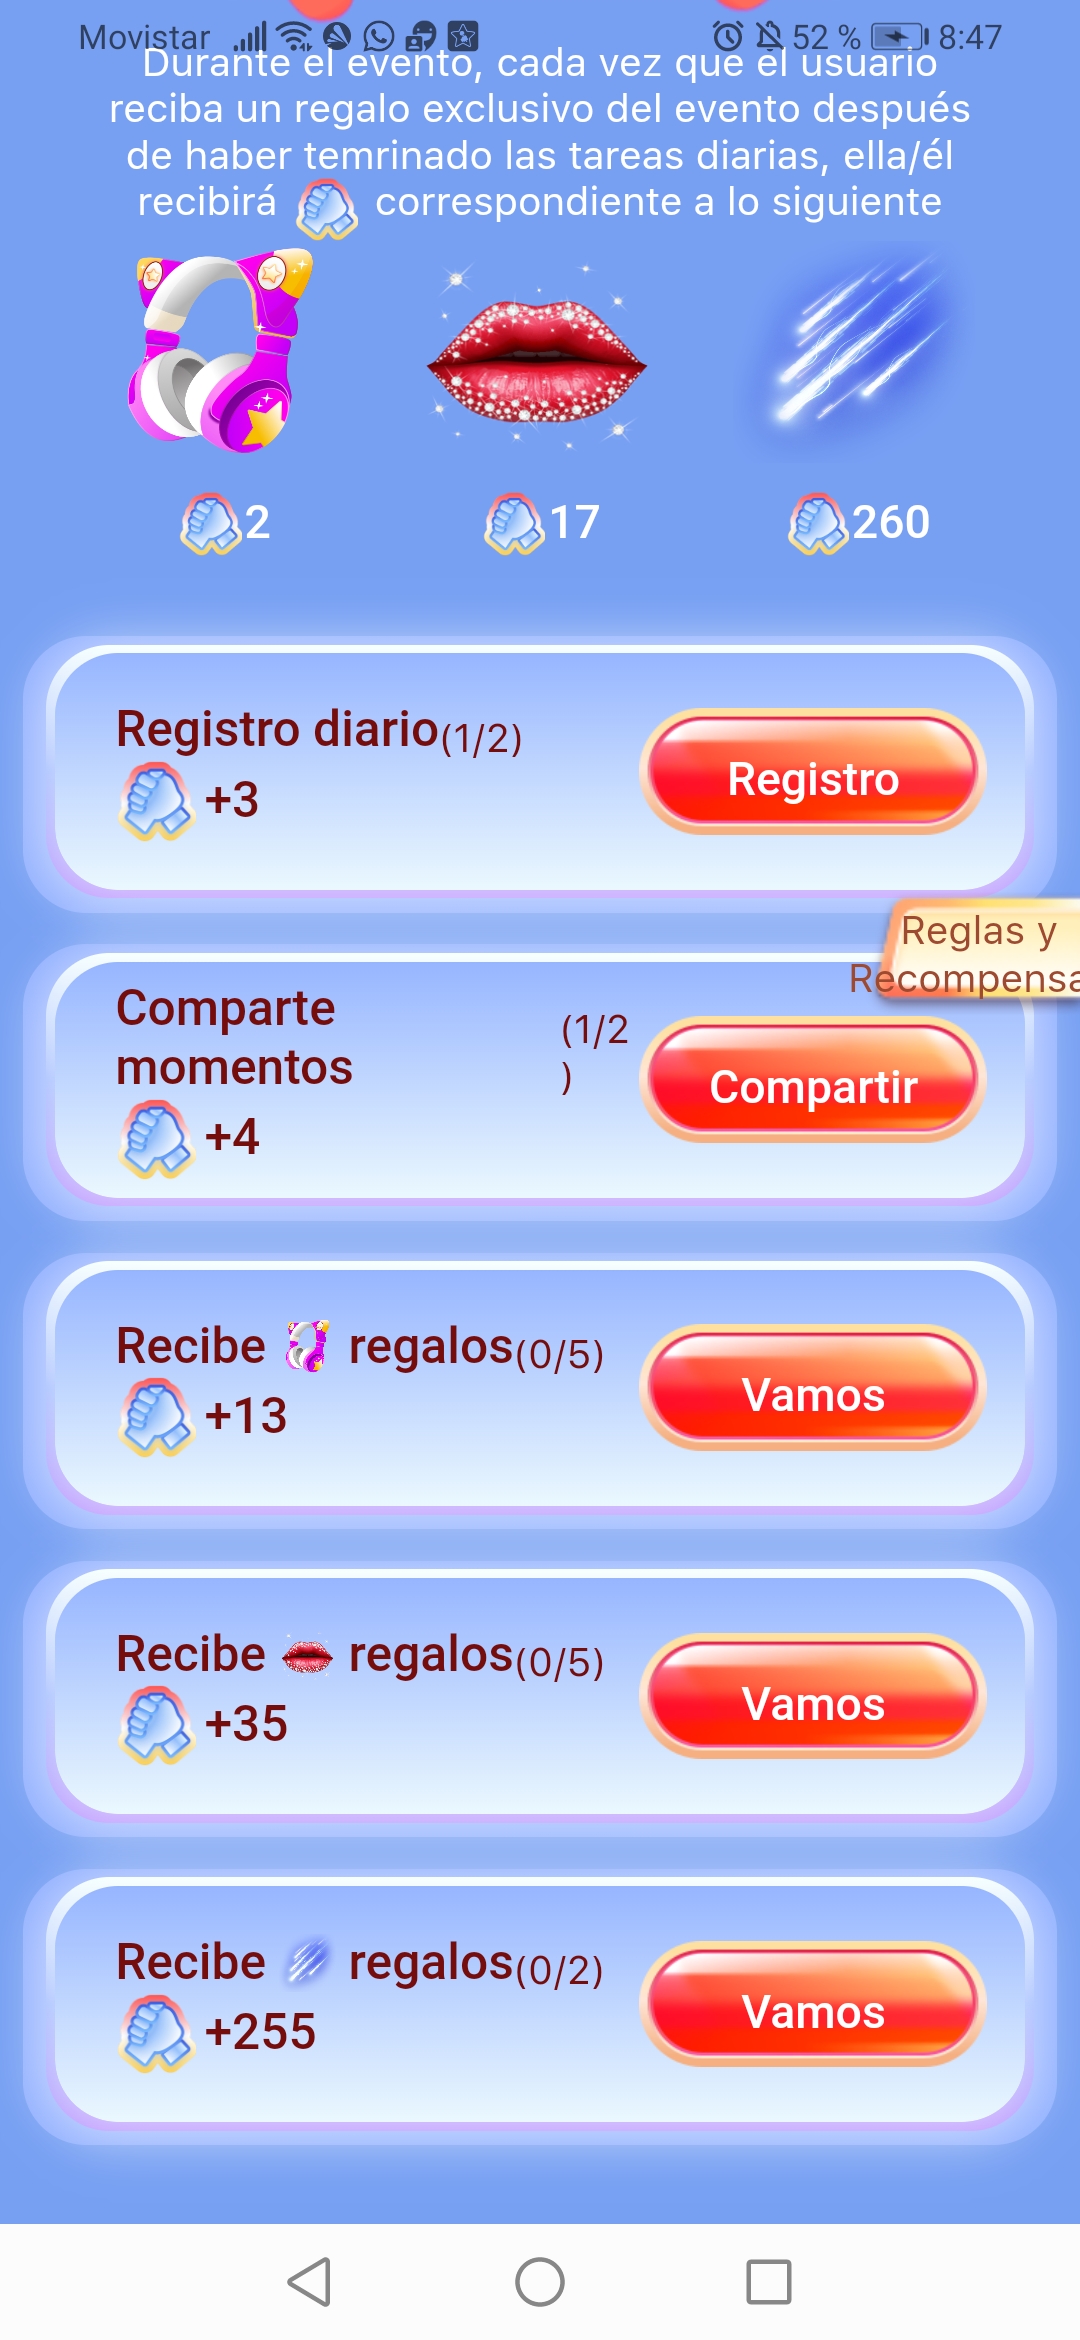 Movistar 52 % 8:47
Durante el evento, cada vez que el usuario
reciba un regalo exclusivo del evento después
de haber temrinado las tareas diarias, ella/él
recibirá correspondiente a lo siguiente
2 17 260
Registro diario(1/2)
+3
Registro
Reglas y
Recompensa
Comparte
momentos
(1/2
)
+4
Compartir
Recibe regalos(0/5)
+13
Vamos
Recibe regalos(0/5)
+35
Vamos
Recibe regalos(0/2)
+255
Vamos